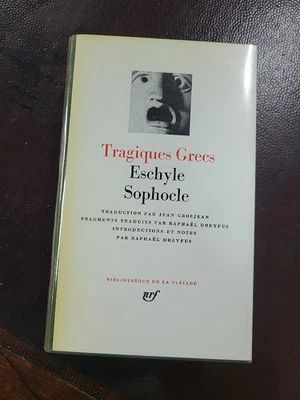 Tragiques Grecs
Eschyle
Sophocle
TRADUCTION PAR JEAN GROSJEAN
FRAGMENTS TRADUITS PAR RAPHAËL DREYFUS
INTRODUCTIONS ET NOTES
PAR RAPHAËL DREYFUS
BIBLIOTHÈQUE DE LA PLÉIADE
nrf